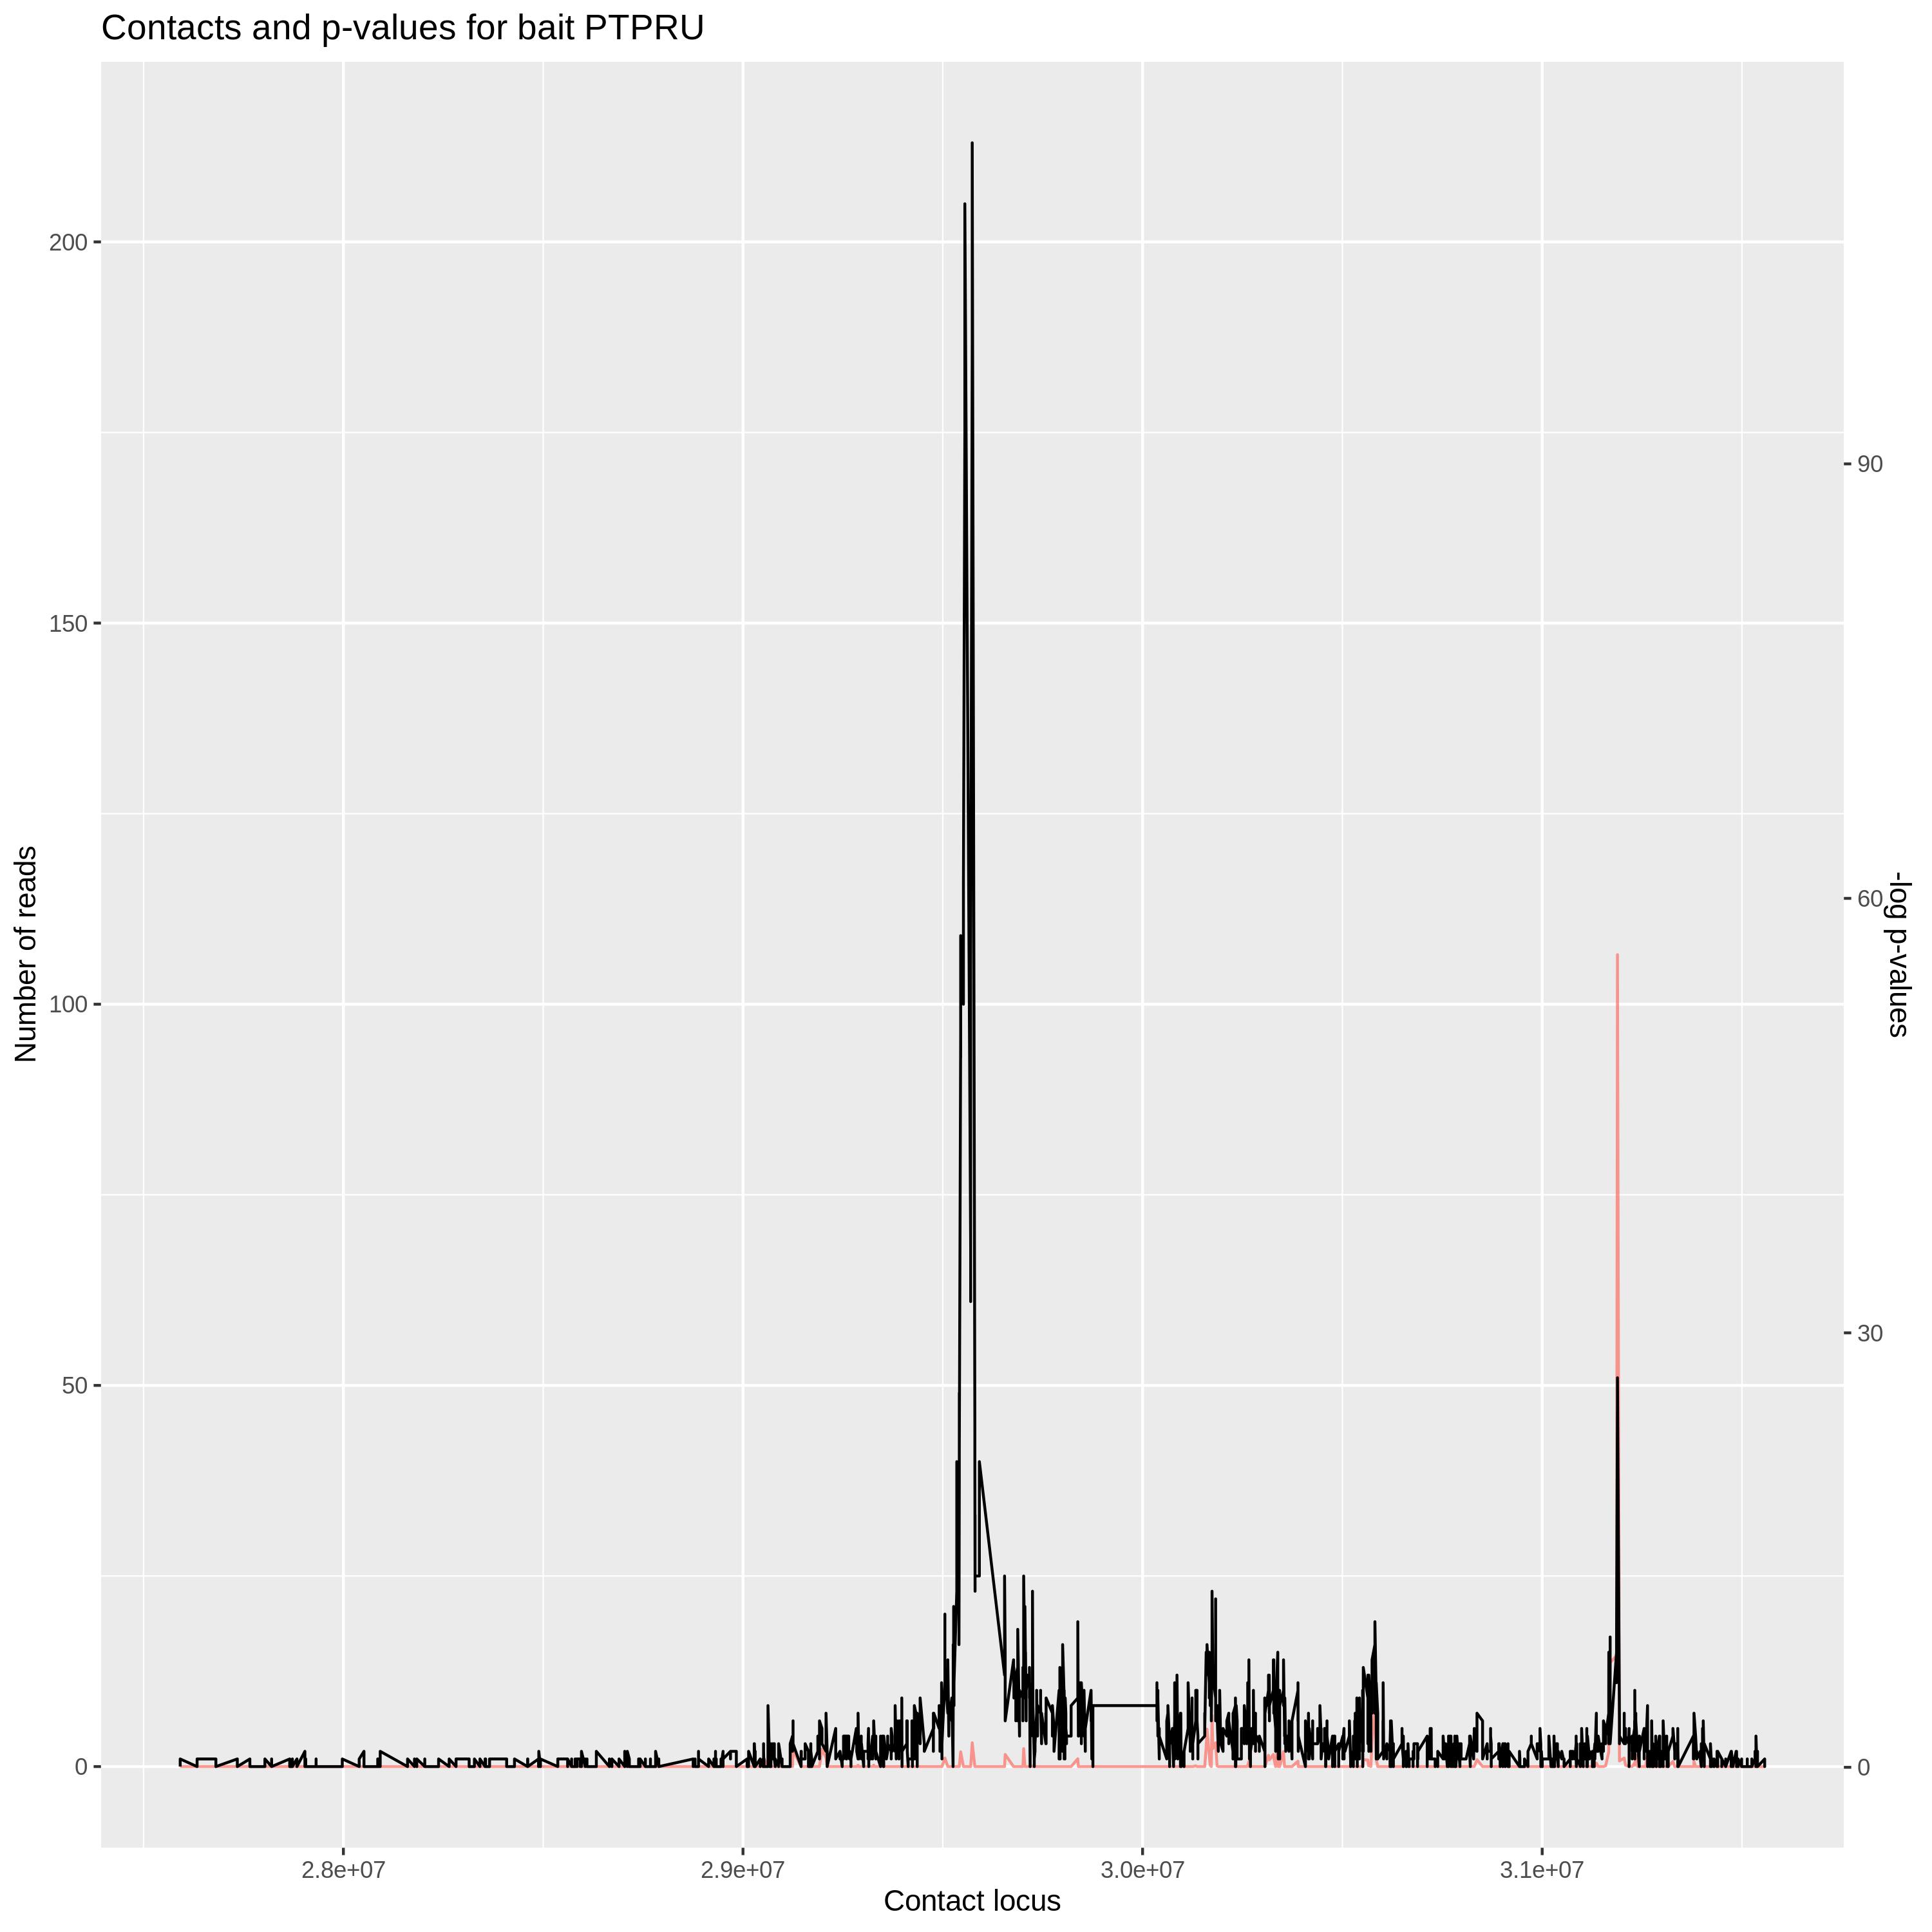 Contacts and p-values for bait PTPRU
Number of reads
200
150
100
50
0
90
60
30
0
-log p-values
2.8e+07 2.9e+07 3.0e+07 3.1e+07
Contact locus